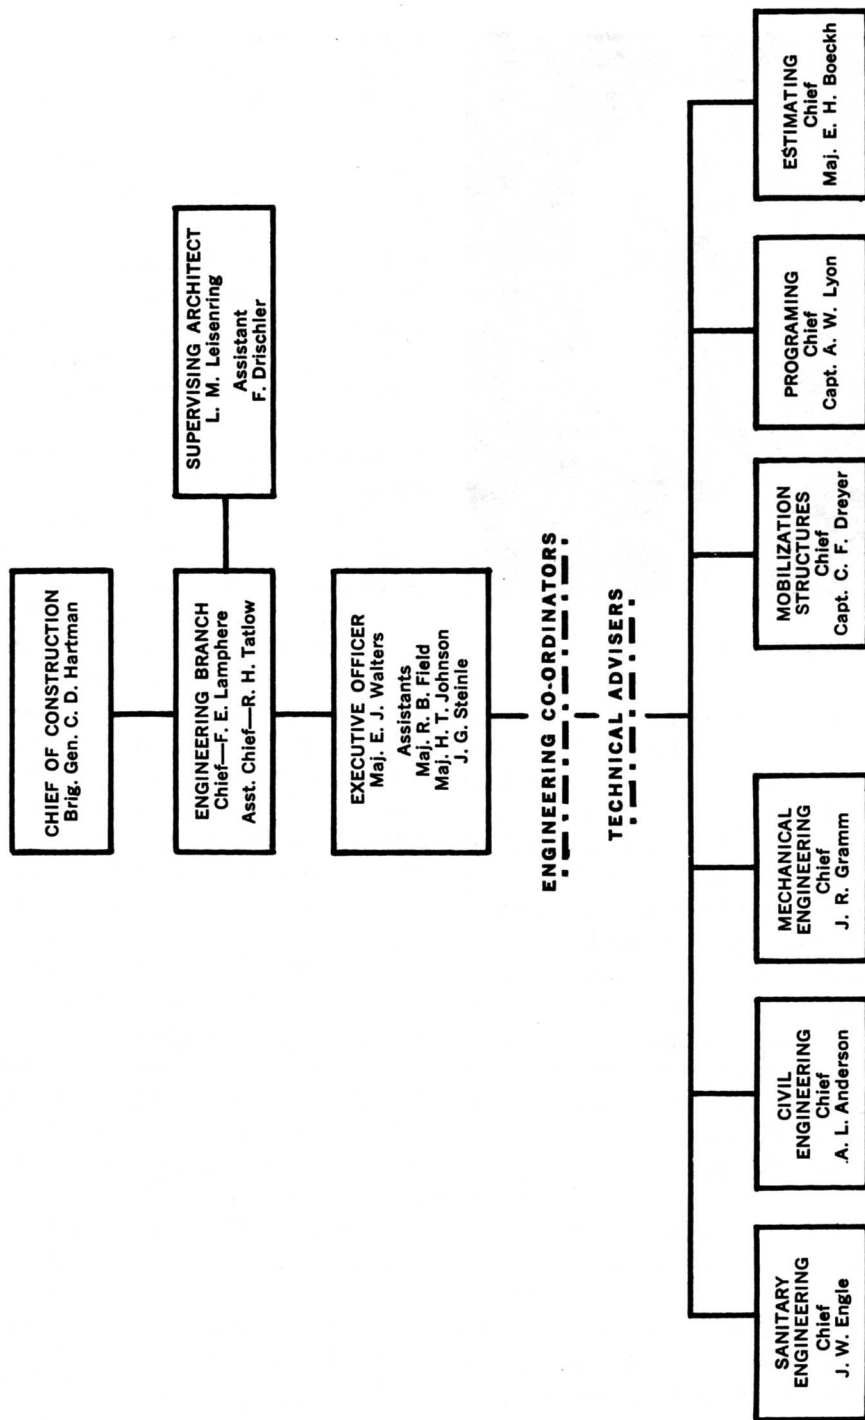 CHIEF OF CONSTRUCTION
Brig. Gen. C. D. Hartman
ENGINEERING BRANCH
Chief—F. E. Lamphere
Asst. Chief—R. H. Tatlow
SUPERVISING ARCHITECT
L. M. Leisenring
Assistant
F. Drischler
EXECUTIVE OFFICER
Maj. E. J. Walters
Assistants
Maj. R. B. Field
Maj. H. T. Johnson
J. G. Steinle
ENGINEERING CO-ORDINATORS
TECHNICAL ADVISERS
SANITARY
ENGINEERING
Chief
J. W. Engle
CIVIL
ENGINEERING
Chief
A. L. Anderson
MECHANICAL
ENGINEERING
Chief
J. R. Gramm
MOBILIZATION
STRUCTURES
Chief
Capt. C. F. Dreyer
PROGRAMING
Chief
Capt. A. W. Lyon
ESTIMATING
Chief
Maj. E. H. Boeckh